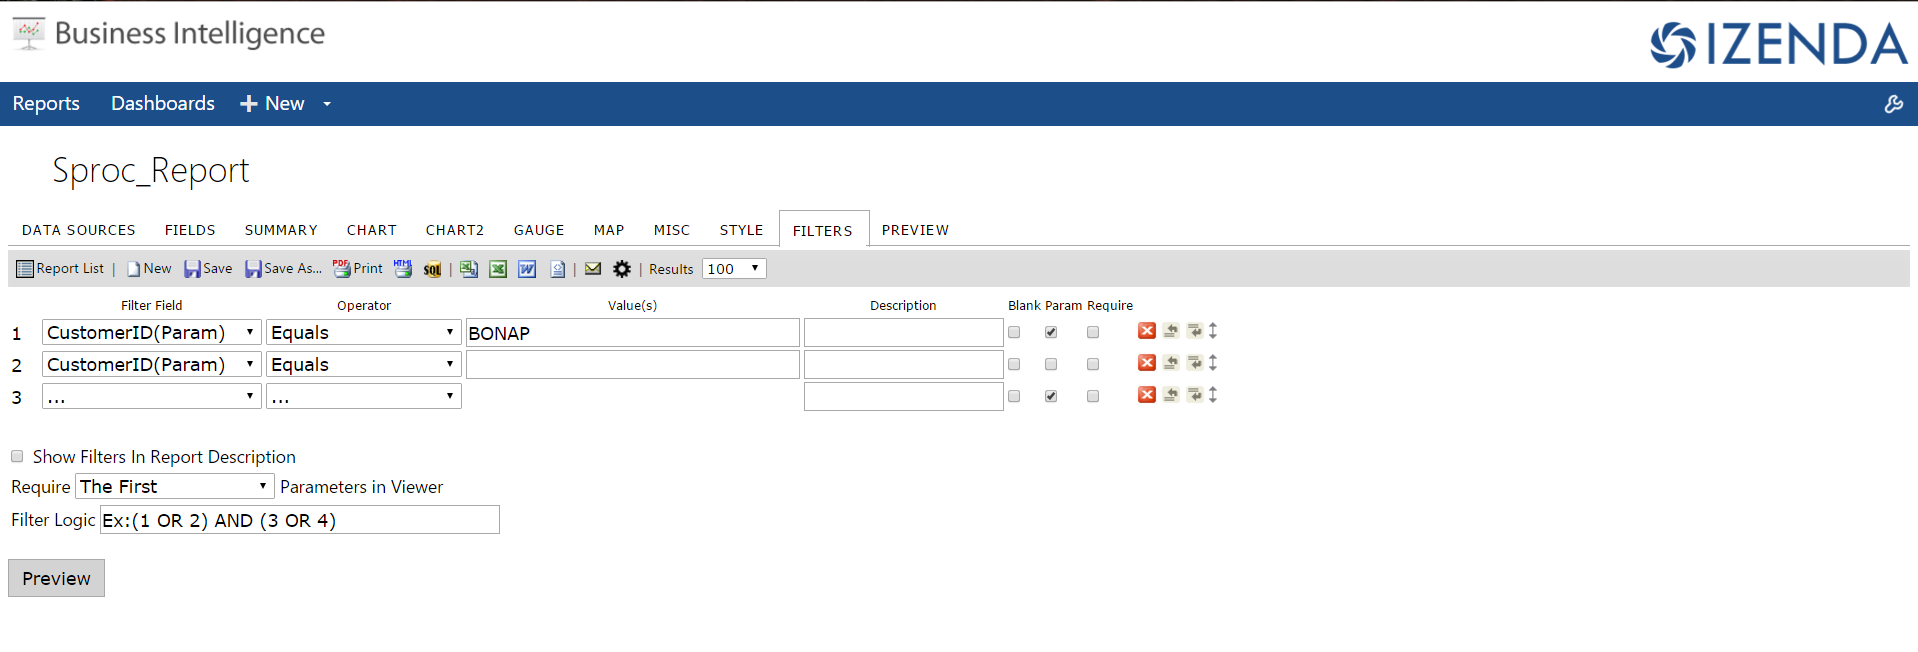 Business Intelligence
IZENDA
Reports Dashboards + New
Sproc_Report
DATA SOURCES FIELDS SUMMARY CHART CHART2 GAUGE MAP MISC STYLE FILTERS PREVIEW
Report List | New Save Save As... PDF Print HTML SQL | | Results 100
Filter Field Operator Value(s) Description Blank Param Require
1 CustomerID(Param) Equals BONAP
2 CustomerID(Param) Equals
3 ... ...
Show Filters In Report Description
Require The First Parameters in Viewer
Filter Logic Ex:(1 OR 2) AND (3 OR 4)
Preview